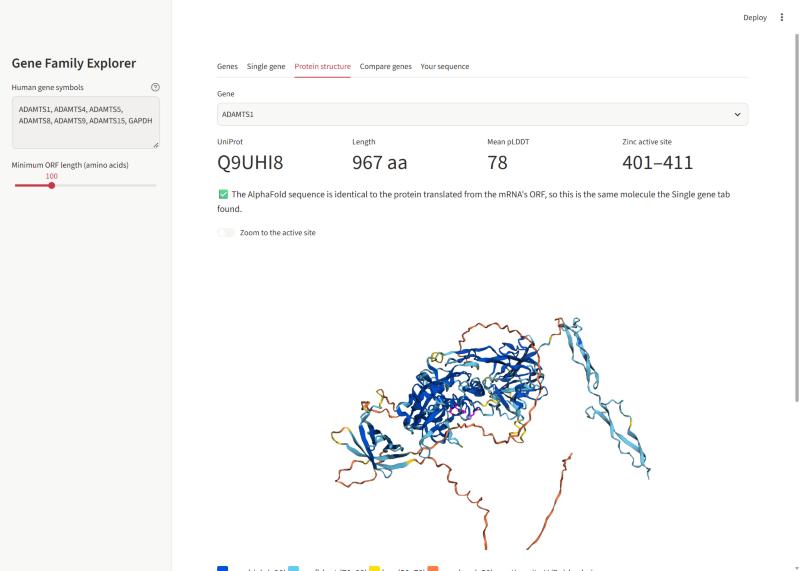 Deploy
Gene Family Explorer
Human gene symbols
ADAMTS1, ADAMTS4, ADAMTS5,
ADAMTS8, ADAMTS9, ADAMTS15, GAPDH
Minimum ORF length (amino acids)
100
Genes Single gene Protein structure Compare genes Your sequence
Gene
ADAMTS1
UniProt Length Mean pLDDT Zinc active site
Q9UHI8 967 aa 78 401–411
The AlphaFold sequence is identical to the protein translated from the mRNA's ORF, so this is the same molecule the Single gene tab
found.
Zoom to the active site